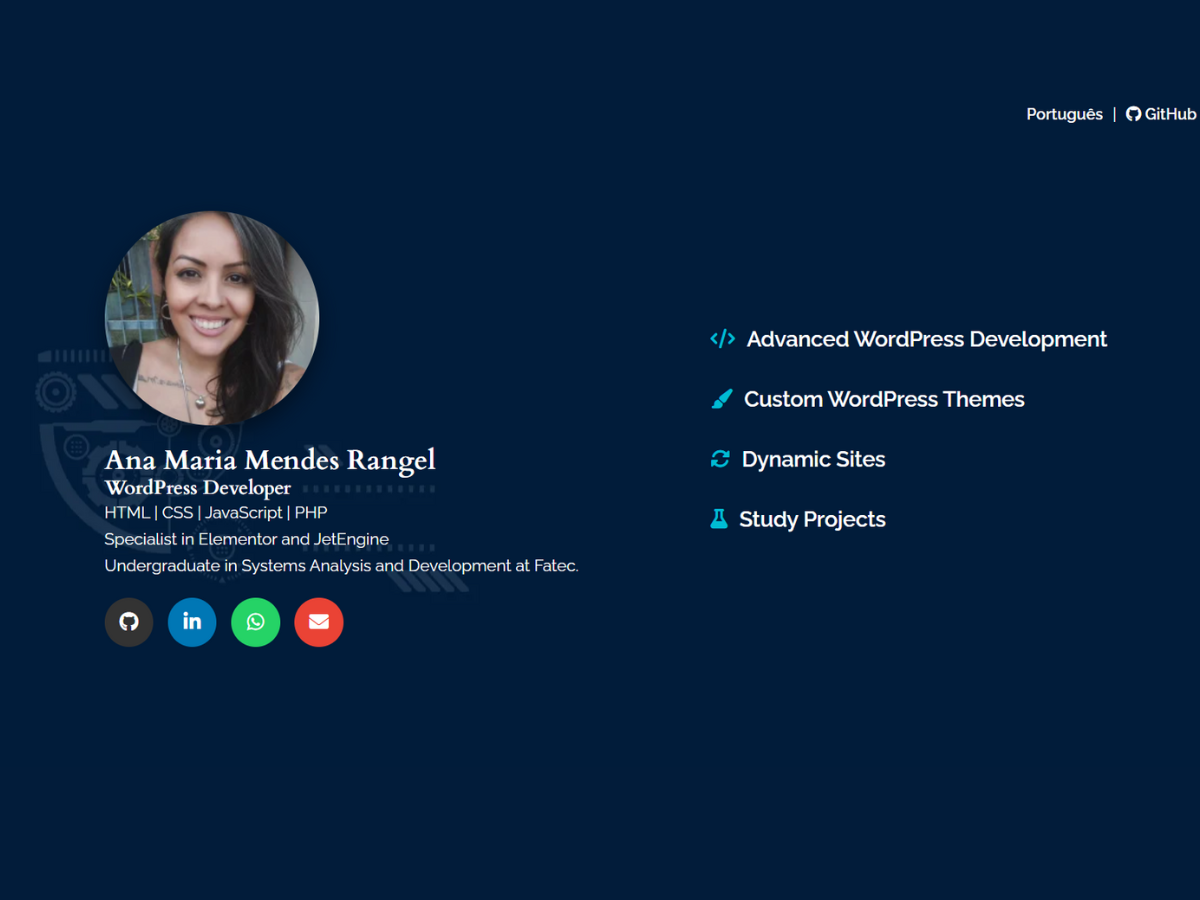 Português | GitHub
Ana Maria Mendes Rangel
WordPress Developer
HTML | CSS | JavaScript | PHP
Specialist in Elementor and JetEngine
Undergraduate in Systems Analysis and Development at Fatec.
Advanced WordPress Development
Custom WordPress Themes
Dynamic Sites
Study Projects